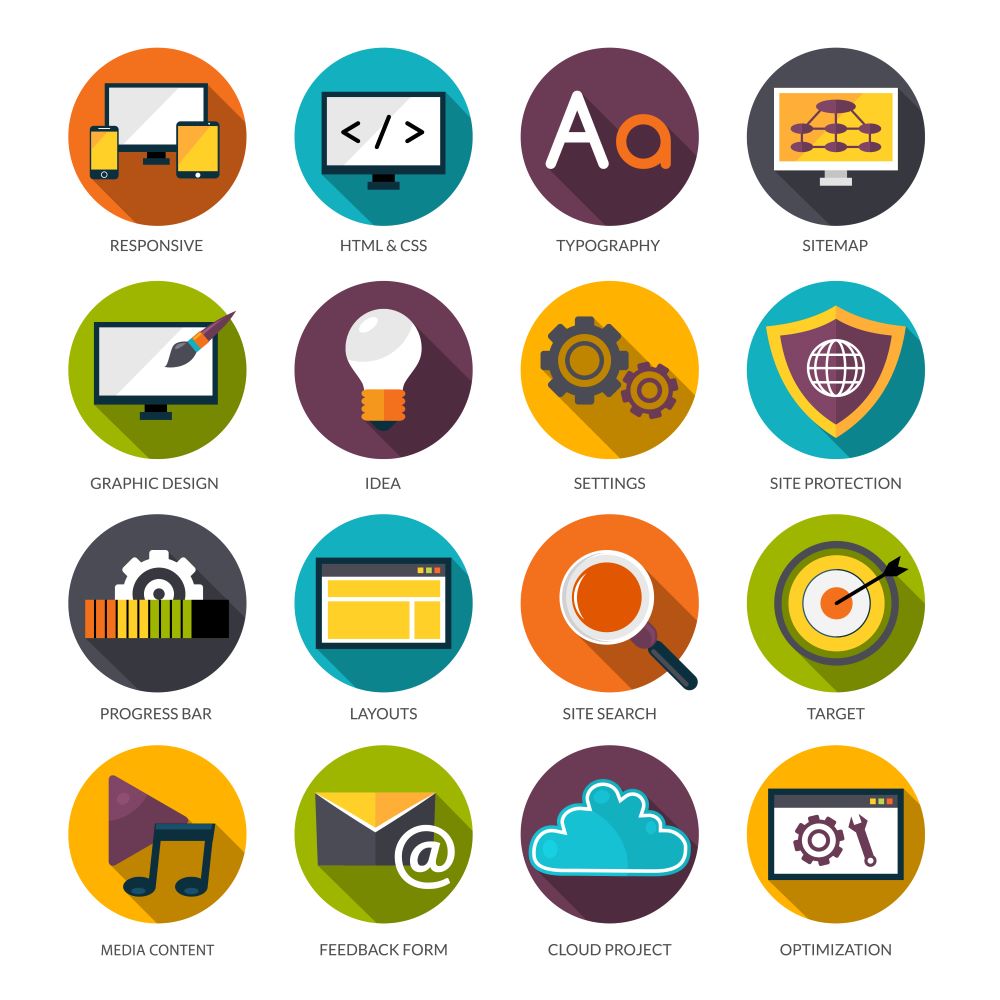 </>
Aa
RESPONSIVE
HTML & CSS
TYPOGRAPHY
SITEMAP
GRAPHIC DESIGN
IDEA
SETTINGS
SITE PROTECTION
PROGRESS BAR
LAYOUTS
SITE SEARCH
TARGET
@
MEDIA CONTENT
FEEDBACK FORM
CLOUD PROJECT
OPTIMIZATION